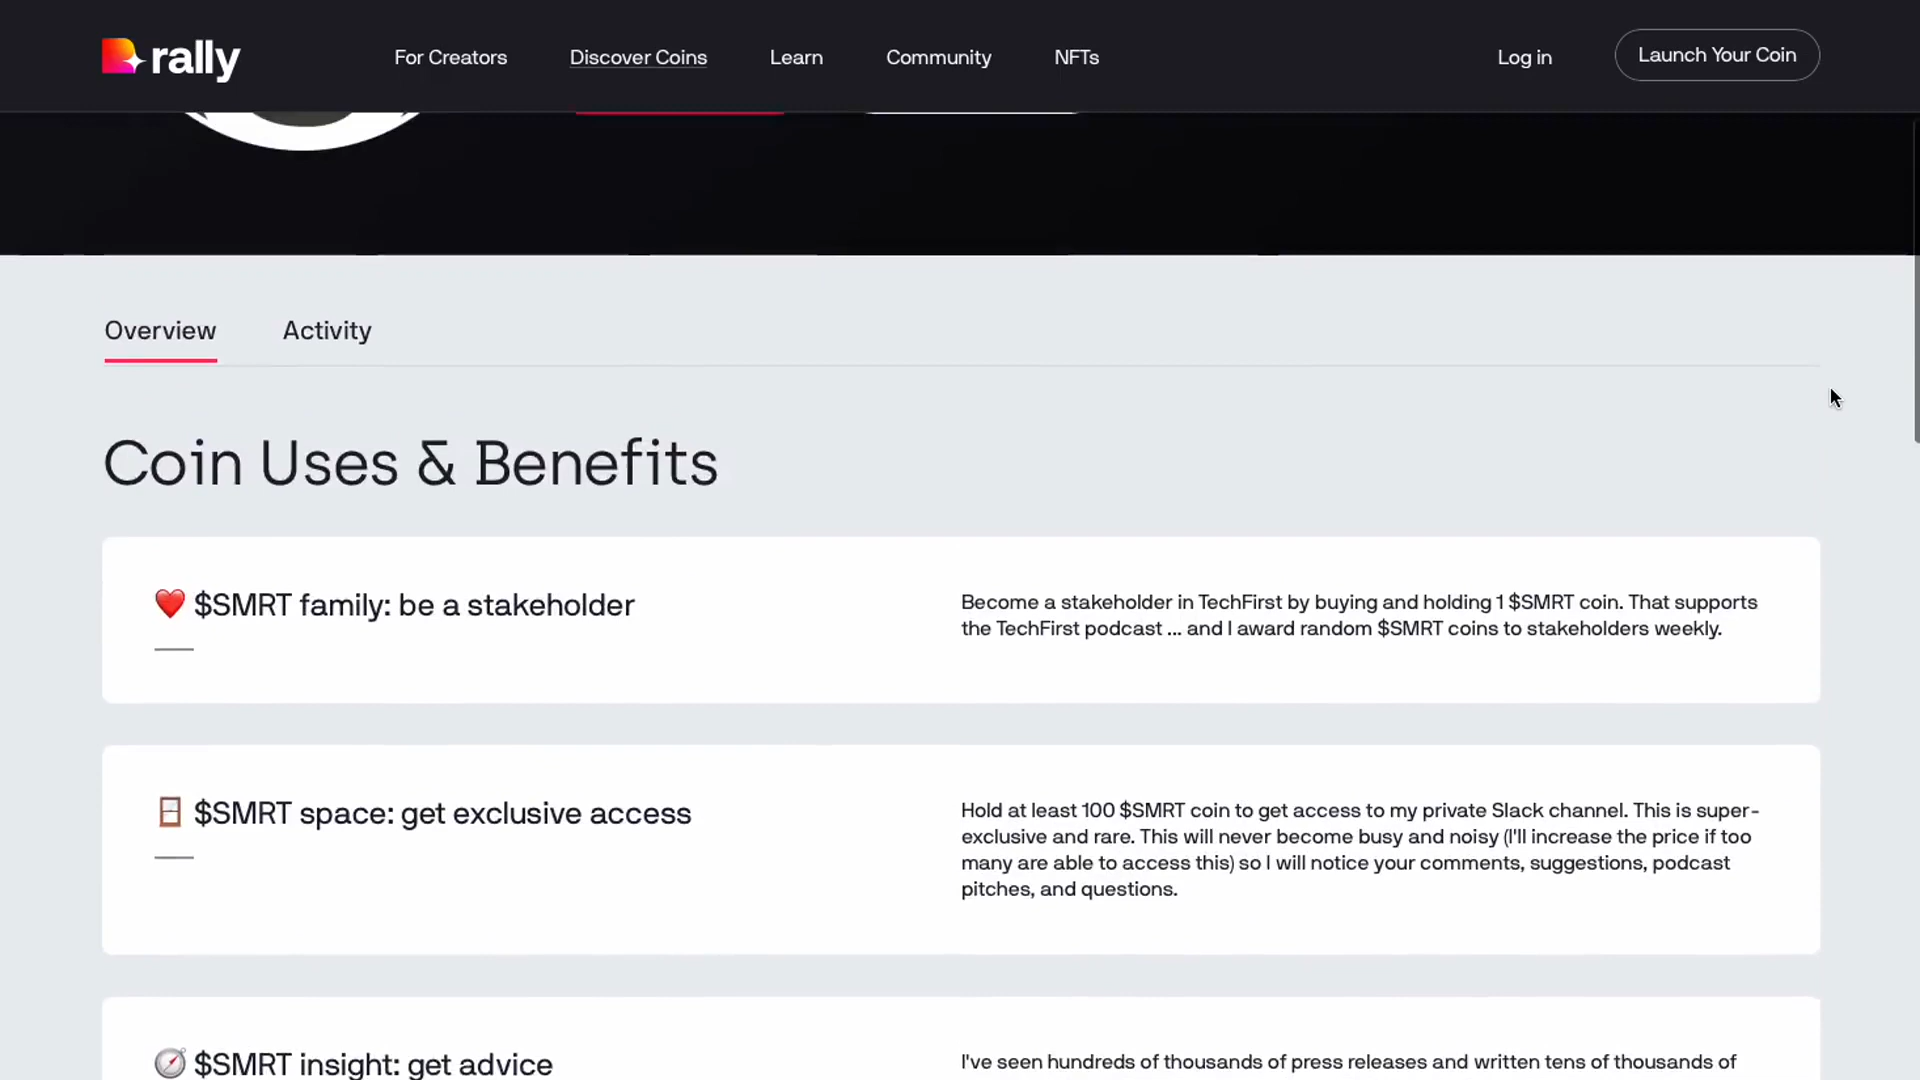 rally
For Creators
Discover Coins
Learn
Community
NFTs
Log in
Launch Your Coin
Overview
Activity
Coin Uses & Benefits
❤️ $SMRT family: be a stakeholder
Become a stakeholder in TechFirst by buying and holding 1 $SMRT coin. That supports
the TechFirst podcast ... and I award random $SMRT coins to stakeholders weekly.
🚪 $SMRT space: get exclusive access
Hold at least 100 $SMRT coin to get access to my private Slack channel. This is super-
exclusive and rare. This will never become busy and noisy (I'll increase the price if too
many are able to access this) so I will notice your comments, suggestions, podcast
pitches, and questions.
🧭 $SMRT insight: get advice
I've seen hundreds of thousands of press releases and written tens of thousands of